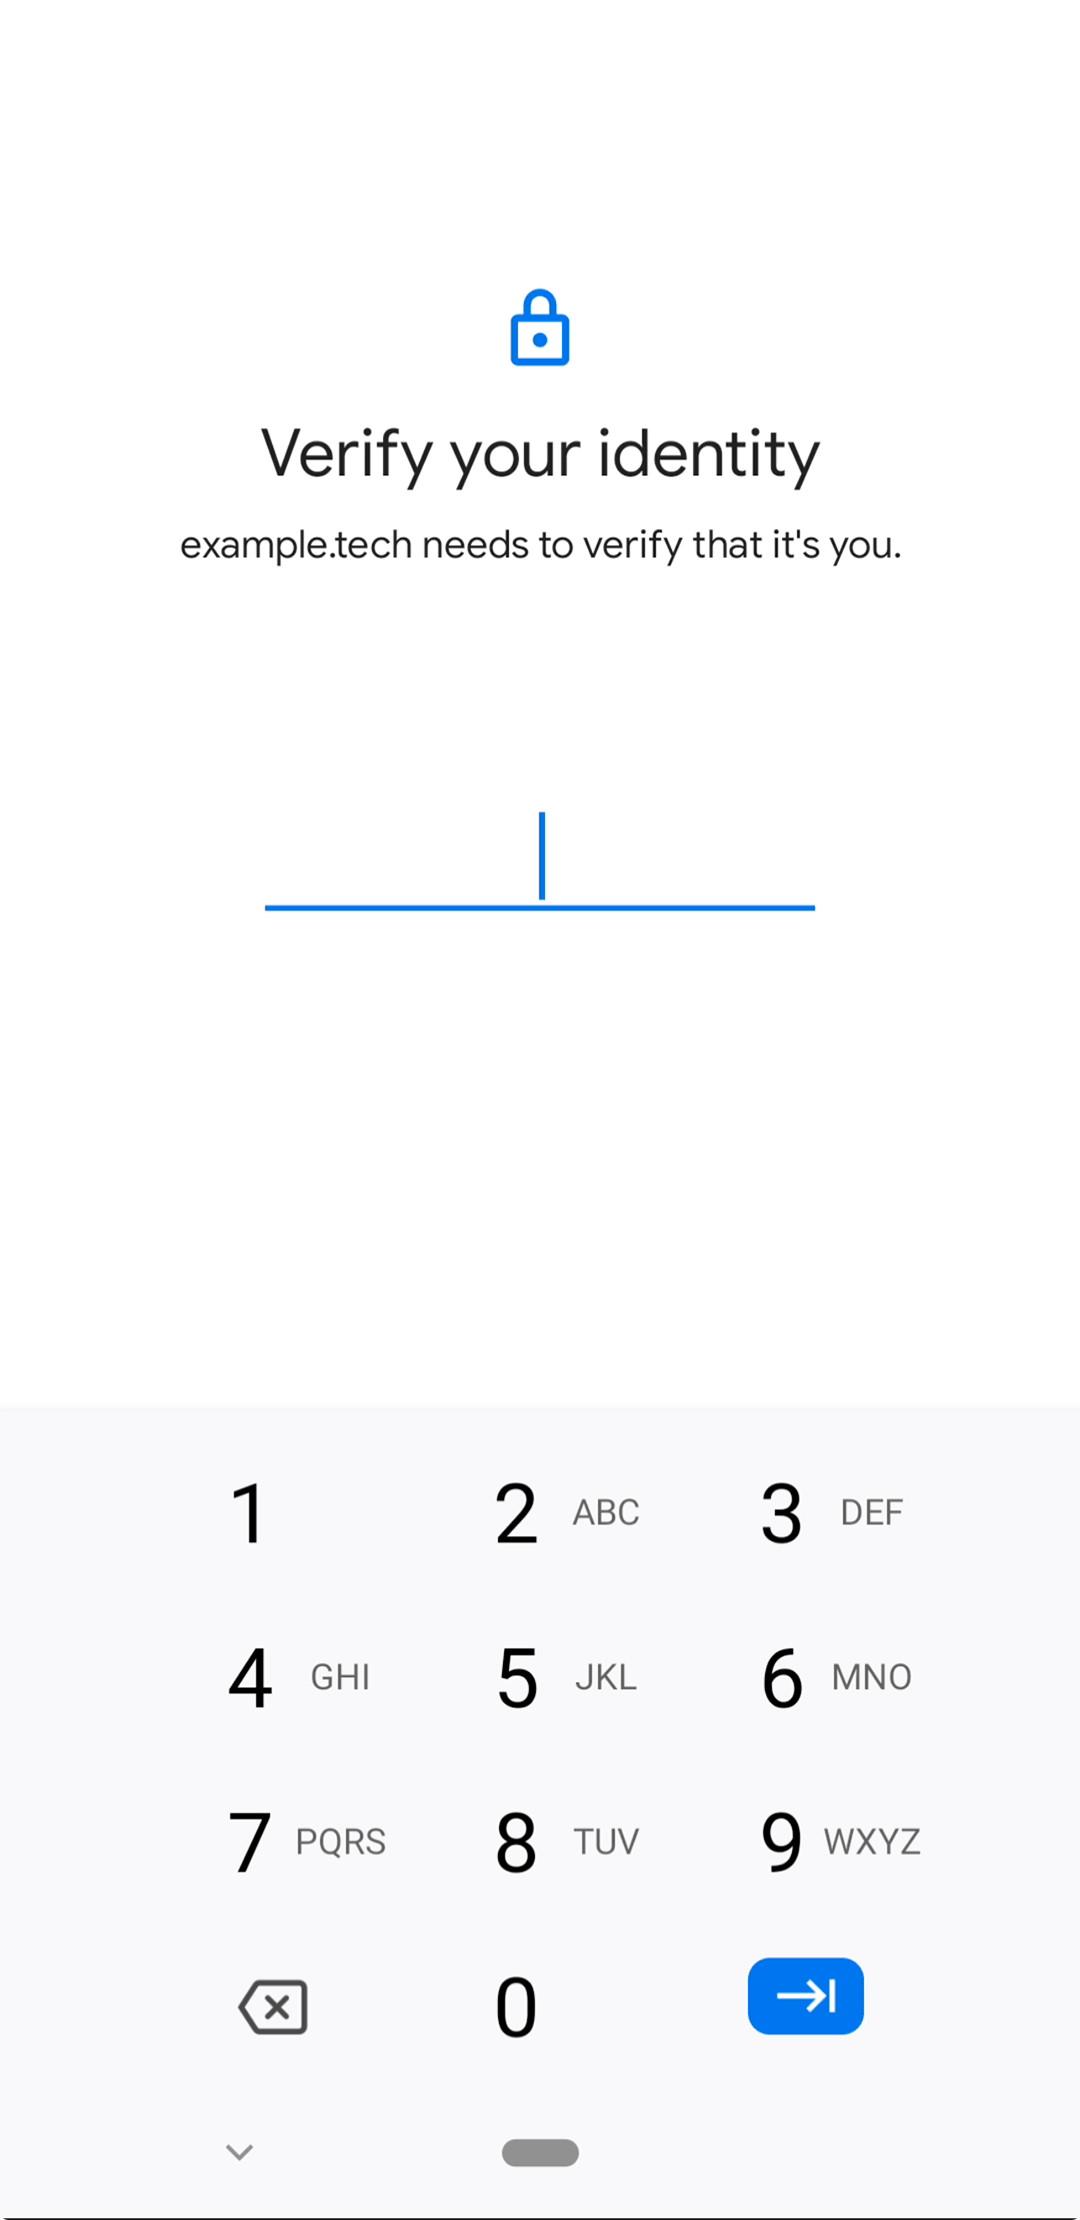 Verify your identity
example.tech needs to verify that it's you.
1 2 ABC 3 DEF
4 GHI 5 JKL 6 MNO
7 PQRS 8 TUV 9 WXYZ
0